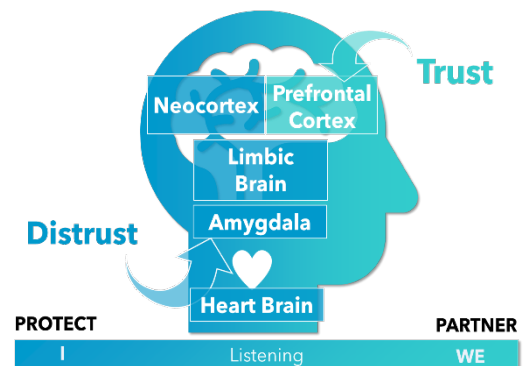 Trust
Neocortex
Prefrontal
Cortex
Limbic
Brain
Amygdala
Distrust
Heart Brain
PROTECT
PARTNER
I
Listening
WE